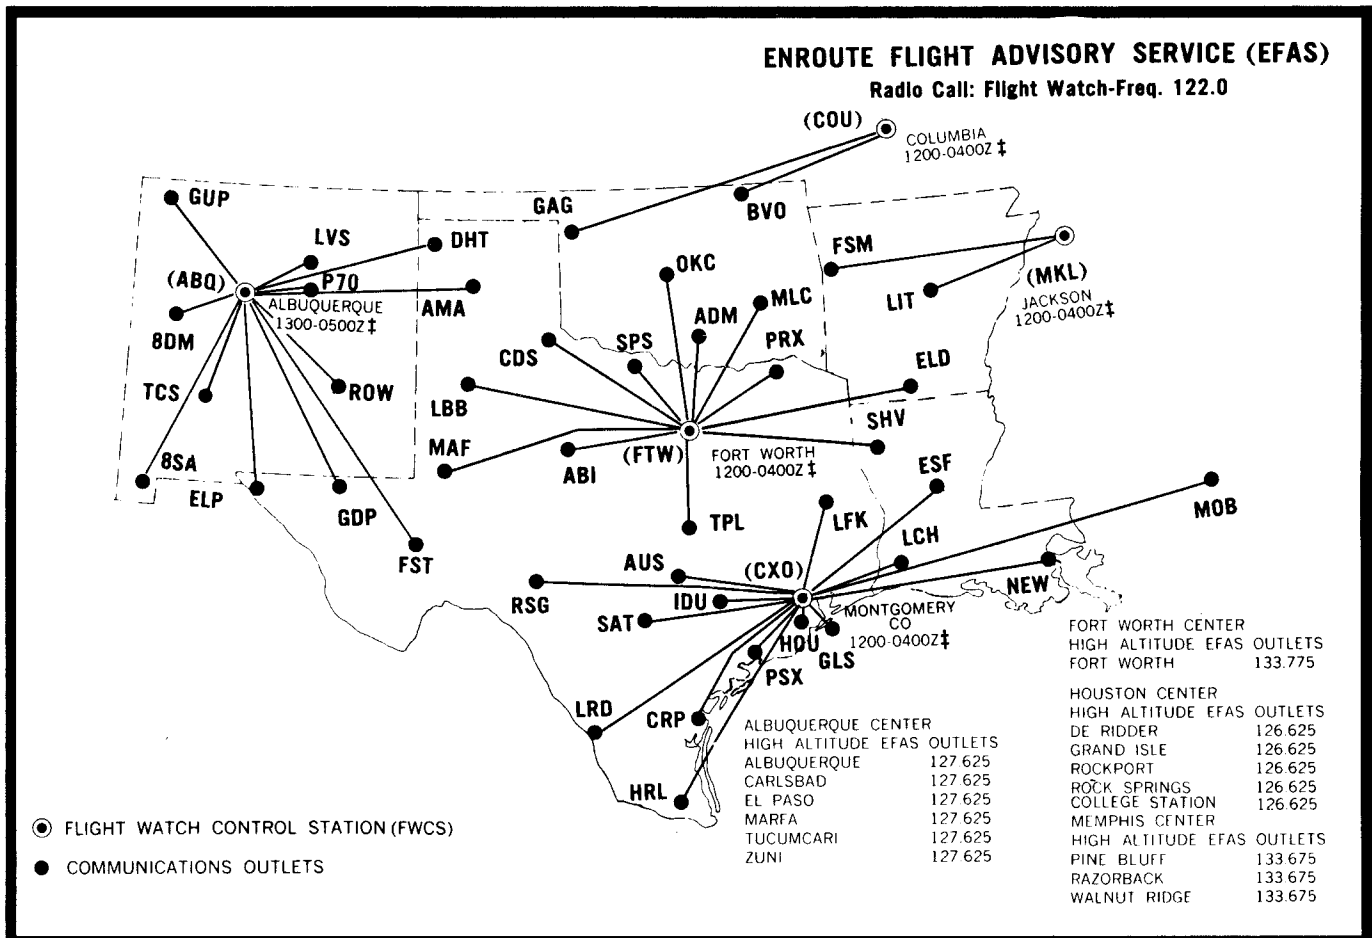 ENROUTE FLIGHT ADVISORY SERVICE (EFAS)
Radio Call: Flight Watch-Freq. 122.0
(COU)
COLUMBIA
1200-0400Z‡
GUP
GAG
BVO
LVS
DHT
FSM
OKC
(ABQ)
P70
(MKL)
ALBUQUERQUE
1300-0500Z‡
AMA
MLC
LIT
JACKSON
1200-0400Z‡
8DM
ADM
CDS
SPS
PRX
ELD
TCS
ROW
LBB
SHV
MAF
(FTW)
FORT WORTH
1200-0400Z‡
8SA
ABI
ESF
ELP
GDP
TPL
LFK
MOB
FST
LCH
AUS
(CXO)
RSG
IDU
NEW
SAT
MONTGOMERY
CO
1200-0400Z‡
HOU
GLS
PSX
LRD
CRP
HRL
FORT WORTH CENTER
HIGH ALTITUDE EFAS OUTLETS
FORT WORTH 133.775
HOUSTON CENTER
HIGH ALTITUDE EFAS OUTLETS
DE RIDDER 126.625
GRAND ISLE 126.625
ROCKPORT 126.625
ROCK SPRINGS 126.625
COLLEGE STATION 126.625
MEMPHIS CENTER
HIGH ALTITUDE EFAS OUTLETS
PINE BLUFF 133.675
RAZORBACK 133.675
WALNUT RIDGE 133.675
ALBUQUERQUE CENTER
HIGH ALTITUDE EFAS OUTLETS
ALBUQUERQUE 127.625
CARLSBAD 127.625
EL PASO 127.625
MARFA 127.625
TUCUMCARI 127.625
ZUNI 127.625
FLIGHT WATCH CONTROL STATION (FWCS)
COMMUNICATIONS OUTLETS